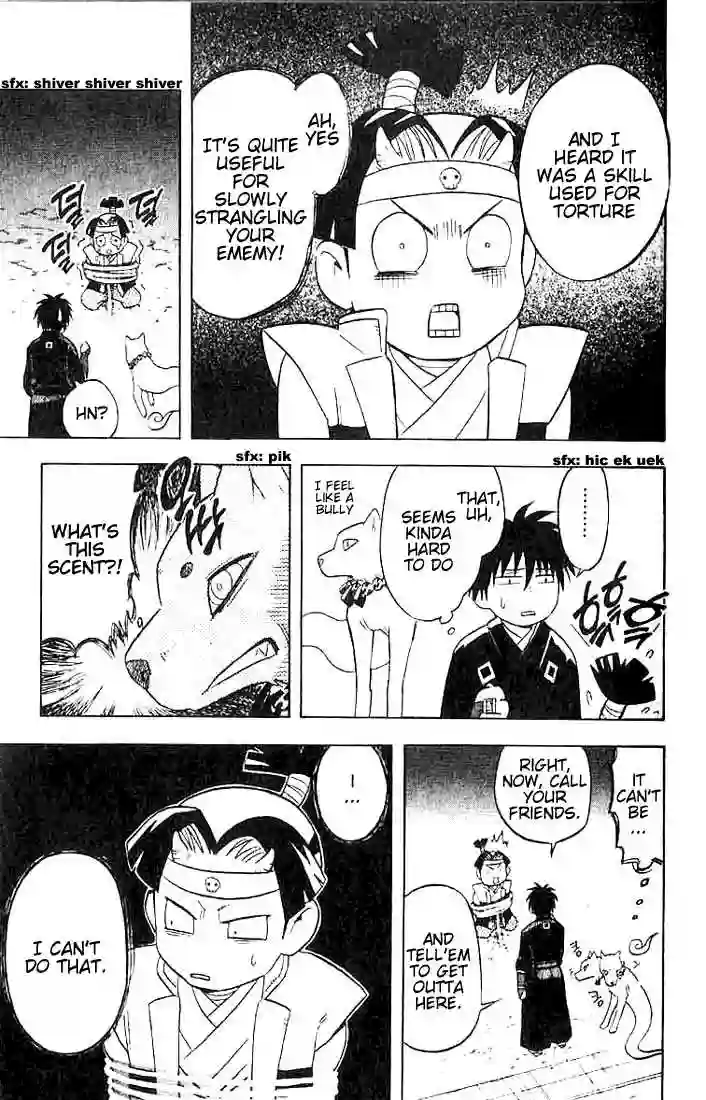 AND I
HEARD IT
WAS A SKILL
USED FOR
TORTURE
AH,
YES
IT'S QUITE
USEFUL
FOR
SLOWLY
STRANGLING
YOUR
EMEMY!
sfx: shiver shiver shiver
덜
덜
덜
HN?
sfx: hic ek uek
..........
THAT,
UH,
SEEMS
KINDA
HARD
TO DO
I FEEL
LIKE A
BULLY
sfx: pik
WHAT'S
THIS
SCENT?!
IT
CAN'T
BE
...
RIGHT,
NOW, CALL
YOUR
FRIENDS.
AND
TELL'EM
TO GET
OUTTA
HERE.
I
...
I CAN'T
DO THAT.